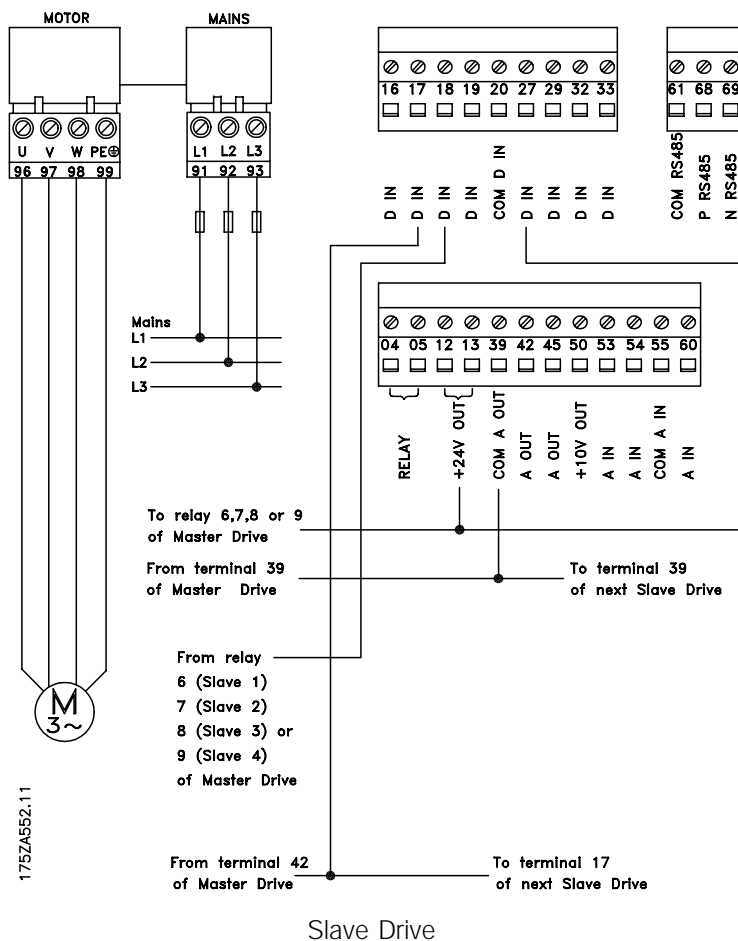 MOTOR
MAINS
U V W PE
96 97 98 99
L1 L2 L3
91 92 93
16 17 18 19 20 27 29 32 33
61 68 69
D IN
D IN
D IN
D IN
COM D IN
D IN
D IN
D IN
D IN
COM RS485
P RS485
N RS485
Mains
L1
L2
L3
04 05 12 13 39 42 45 50 53 54 55 60
RELAY
+24V OUT
COM A OUT
A OUT
A OUT
+10V OUT
A IN
A IN
COM A IN
A IN
To relay 6,7,8 or 9
of Master Drive
From terminal 39
of Master Drive
To terminal 39
of next Slave Drive
From relay
6 (Slave 1)
7 (Slave 2)
8 (Slave 3) or
9 (Slave 4)
of Master Drive
M
3~
175ZA552.11
From terminal 42
of Master Drive
To terminal 17
of next Slave Drive
Slave Drive